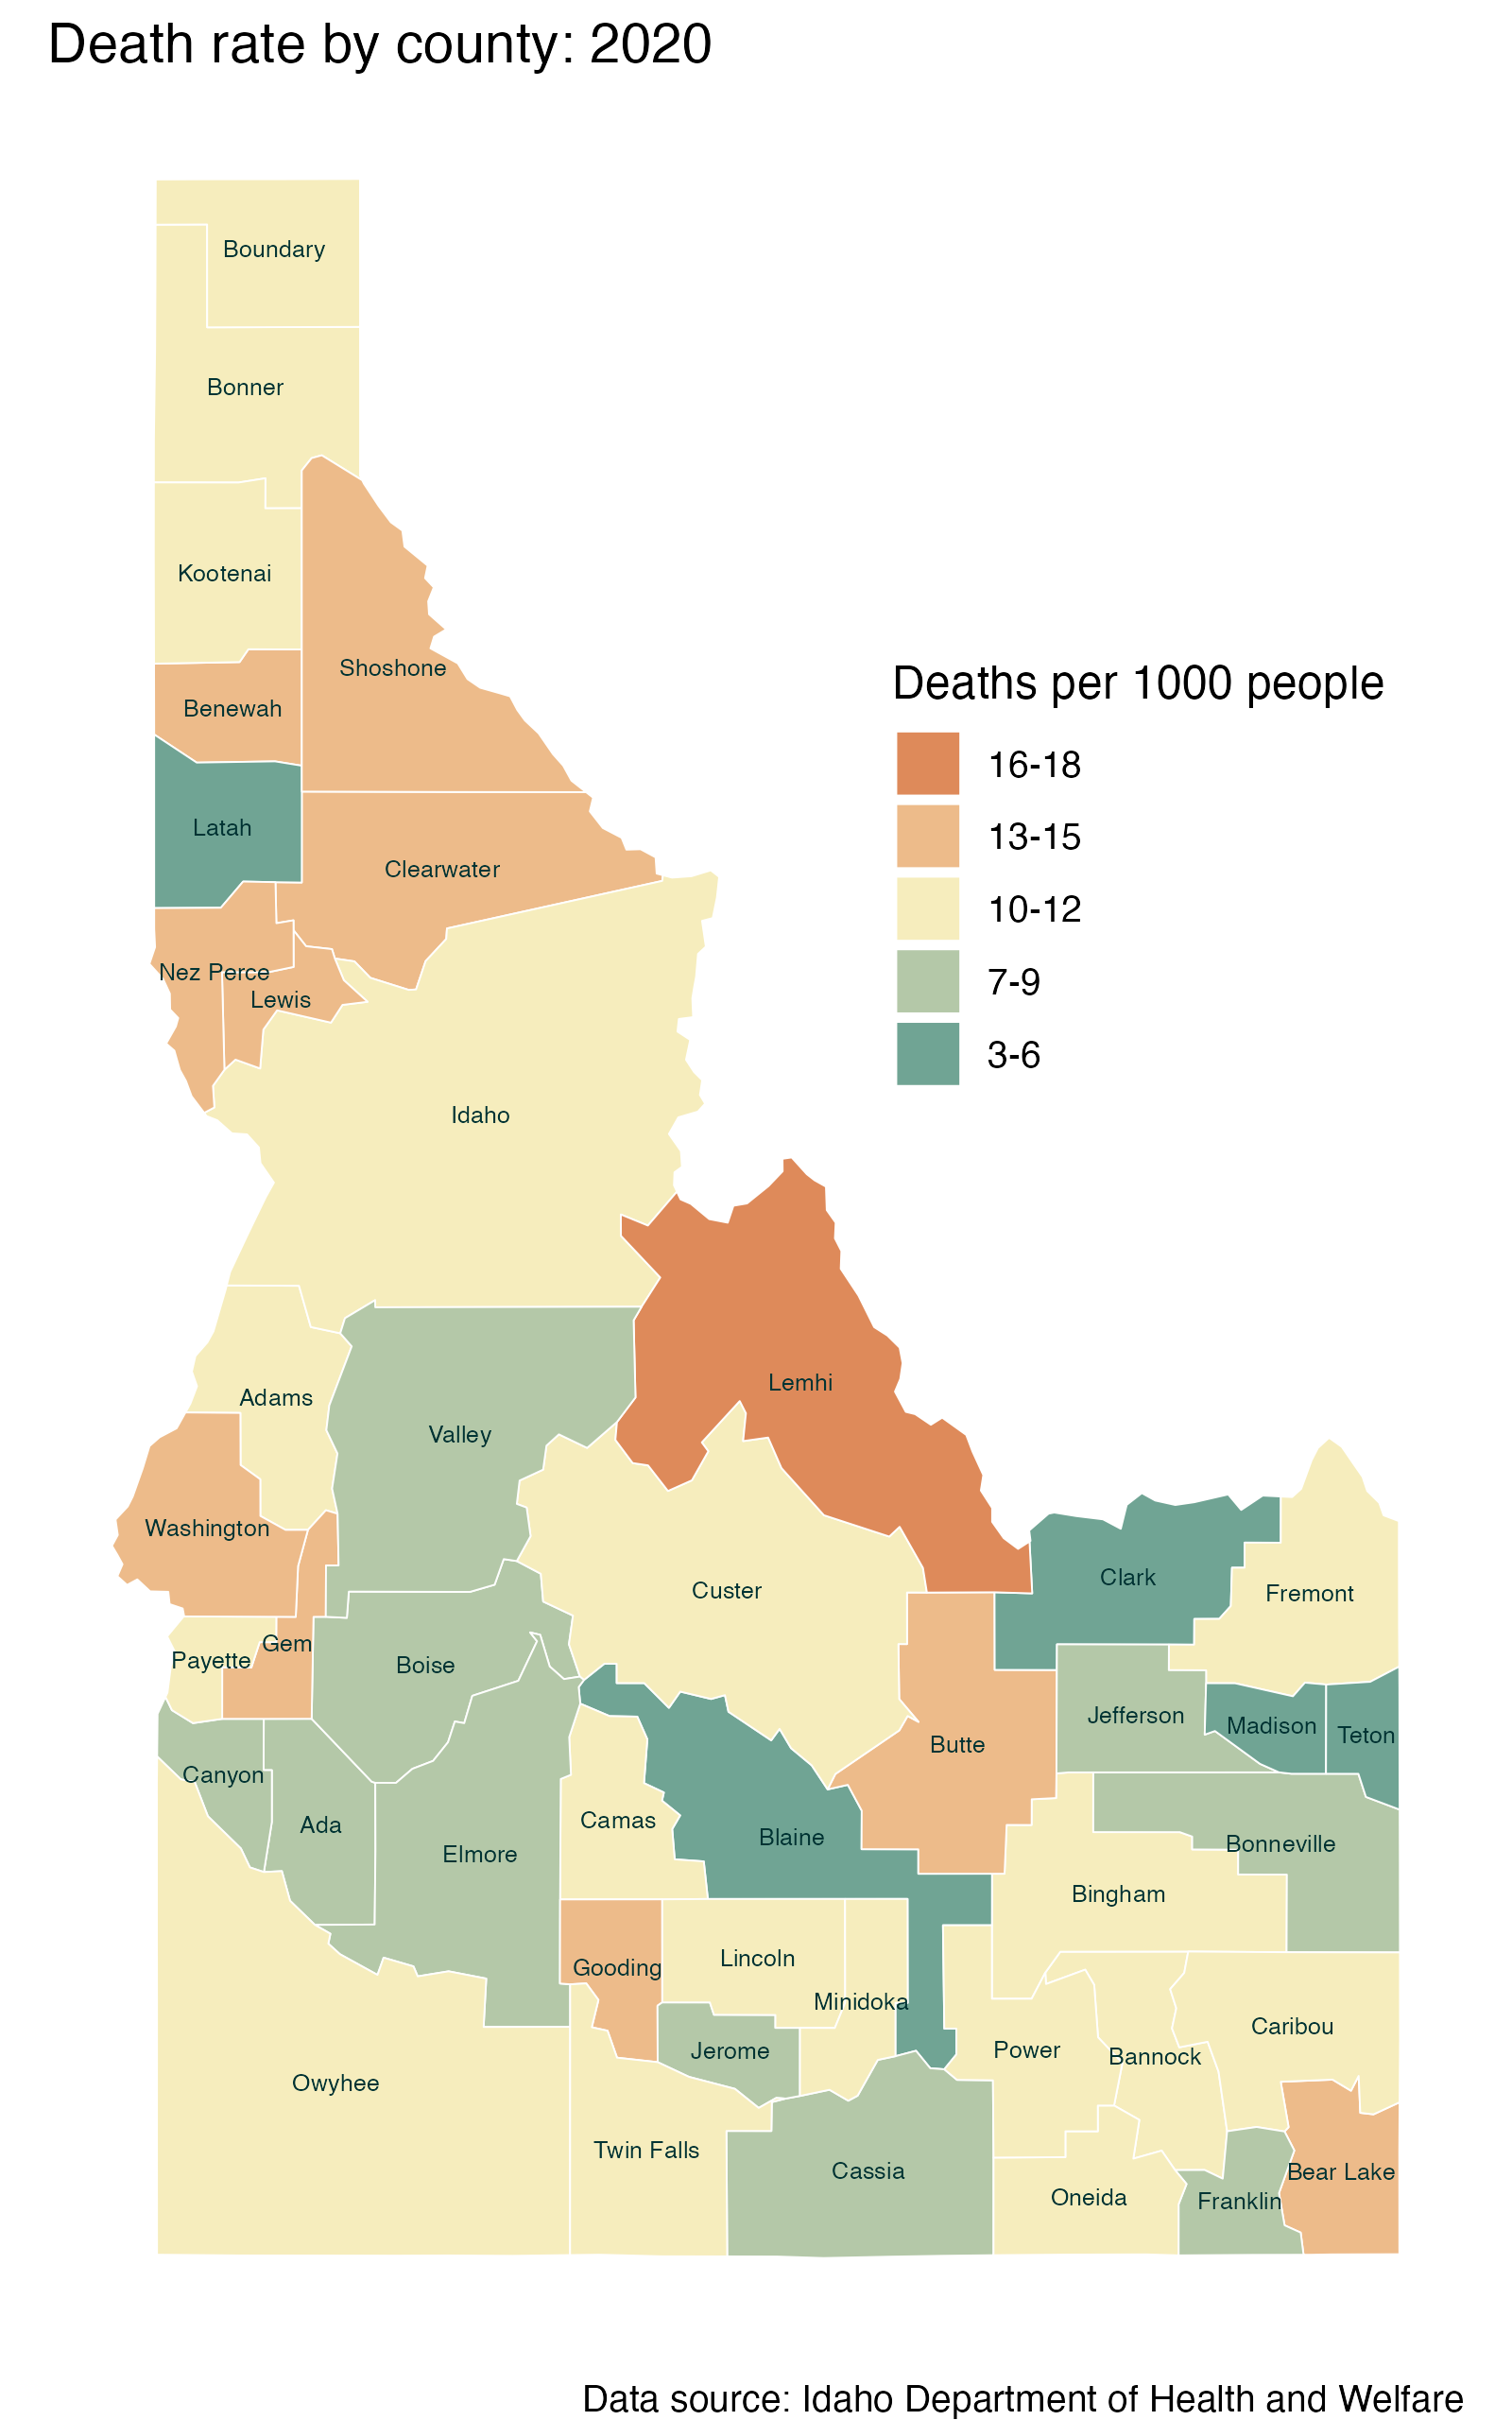 Death rate by county: 2020
Boundary
Bonner
Kootenai
Shoshone
Benewah
Deaths per 1000 people
16-18
13-15
10-12
7-9
3-6
Latah
Clearwater
Nez Perce
Lewis
Idaho
Lemhi
Adams
Valley
Washington
Custer
Clark
Fremont
Gem
Payette
Boise
Jefferson
Madison
Teton
Butte
Canyon
Ada
Camas
Blaine
Elmore
Bonneville
Bingham
Gooding
Lincoln
Minidoka
Caribou
Jerome
Power
Bannock
Owyhee
Twin Falls
Cassia
Bear Lake
Oneida
Franklin
Data source: Idaho Department of Health and Welfare